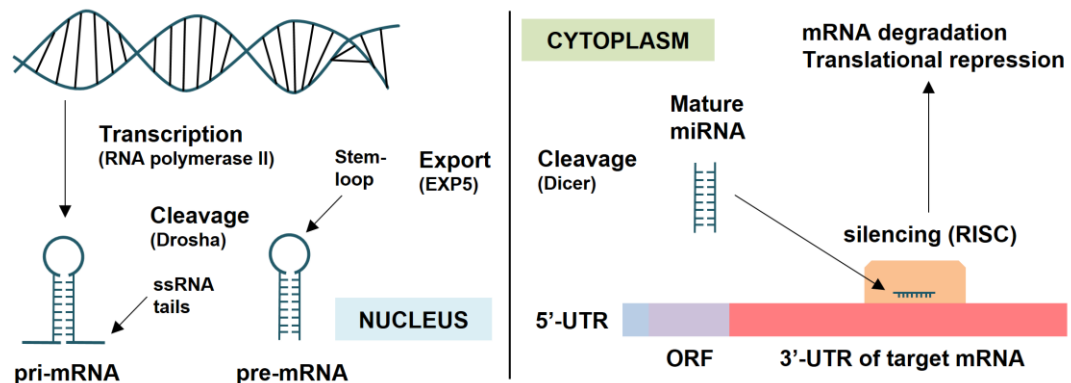 Transcription
(RNA polymerase II)
Stem-
loop
Export
(EXP5)
Cleavage
(Drosha)
ssRNA
tails
NUCLEUS
pri-mRNA
pre-mRNA
CYTOPLASM
mRNA degradation
Translational repression
Mature
miRNA
Cleavage
(Dicer)
silencing (RISC)
5’-UTR
ORF
3’-UTR of target mRNA